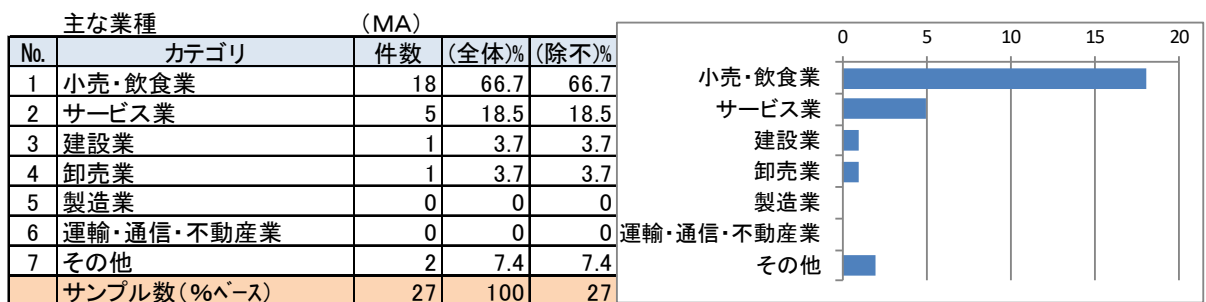 主な業種 (MA)
No. カテゴリ 件数 (全体)% (除不)%
1 小売・飲食業 18 66.7 66.7
2 サービス業 5 18.5 18.5
3 建設業 1 3.7 3.7
4 卸売業 1 3.7 3.7
5 製造業 0 0 0
6 運輸・通信・不動産業 0 0 0
7 その他 2 7.4 7.4
サンプル数(%ベース) 27 100 27
0 5 10 15 20
小売・飲食業
サービス業
建設業
卸売業
製造業
運輸・通信・不動産業
その他